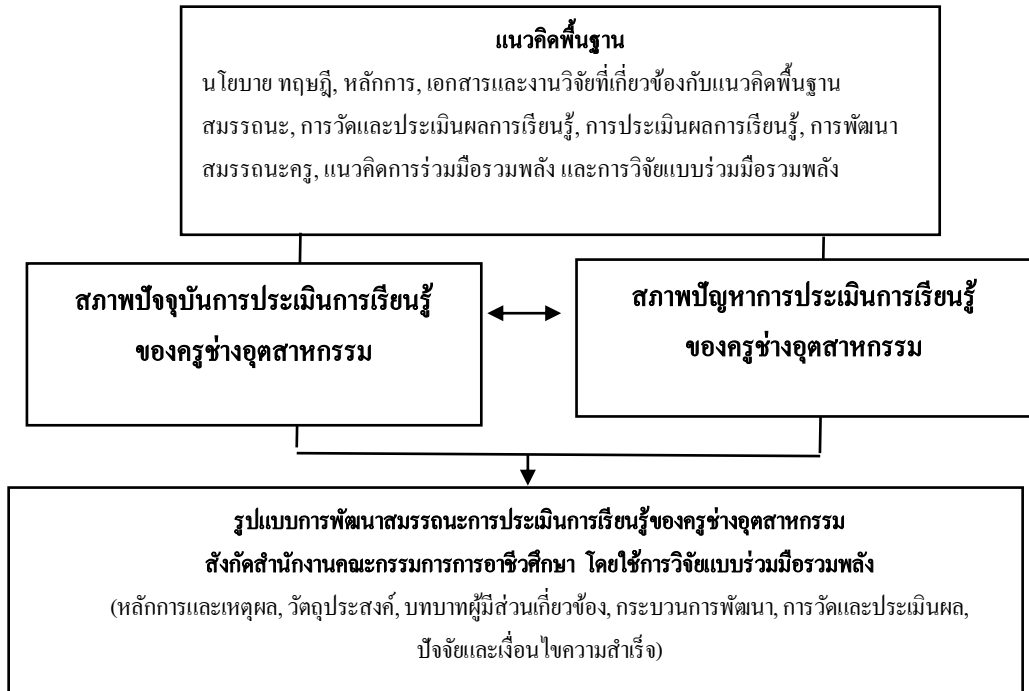 แนวคิดพื้นฐาน
นโยบาย ทฤษฎี, หลักการ, เอกสารและงานวิจัยที่เกี่ยวข้องกับแนวคิดพื้นฐาน
สมรรถนะ, การวัดและประเมินผลการเรียนรู้, การประเมินผลการเรียนรู้, การพัฒนา
สมรรถนะครู, แนวคิดการร่วมมือรวมพลัง และการวิจัยแบบร่วมมือรวมพลัง
สภาพปัจจุบันการประเมินการเรียนรู้
ของครูช่างอุตสาหกรรม
สภาพปัญหาการประเมินการเรียนรู้
ของครูช่างอุตสาหกรรม
รูปแบบการพัฒนาสมรรถนะการประเมินการเรียนรู้ของครูช่างอุตสาหกรรม
สังกัดสำนักงานคณะกรรมการการอาชีวศึกษา โดยใช้การวิจัยแบบร่วมมือรวมพลัง
(หลักการและเหตุผล, วัตถุประสงค์, บทบาทผู้มีส่วนเกี่ยวข้อง, กระบวนการพัฒนา, การวัดและประเมินผล,
ปัจจัยและเงื่อนไขความสำเร็จ)